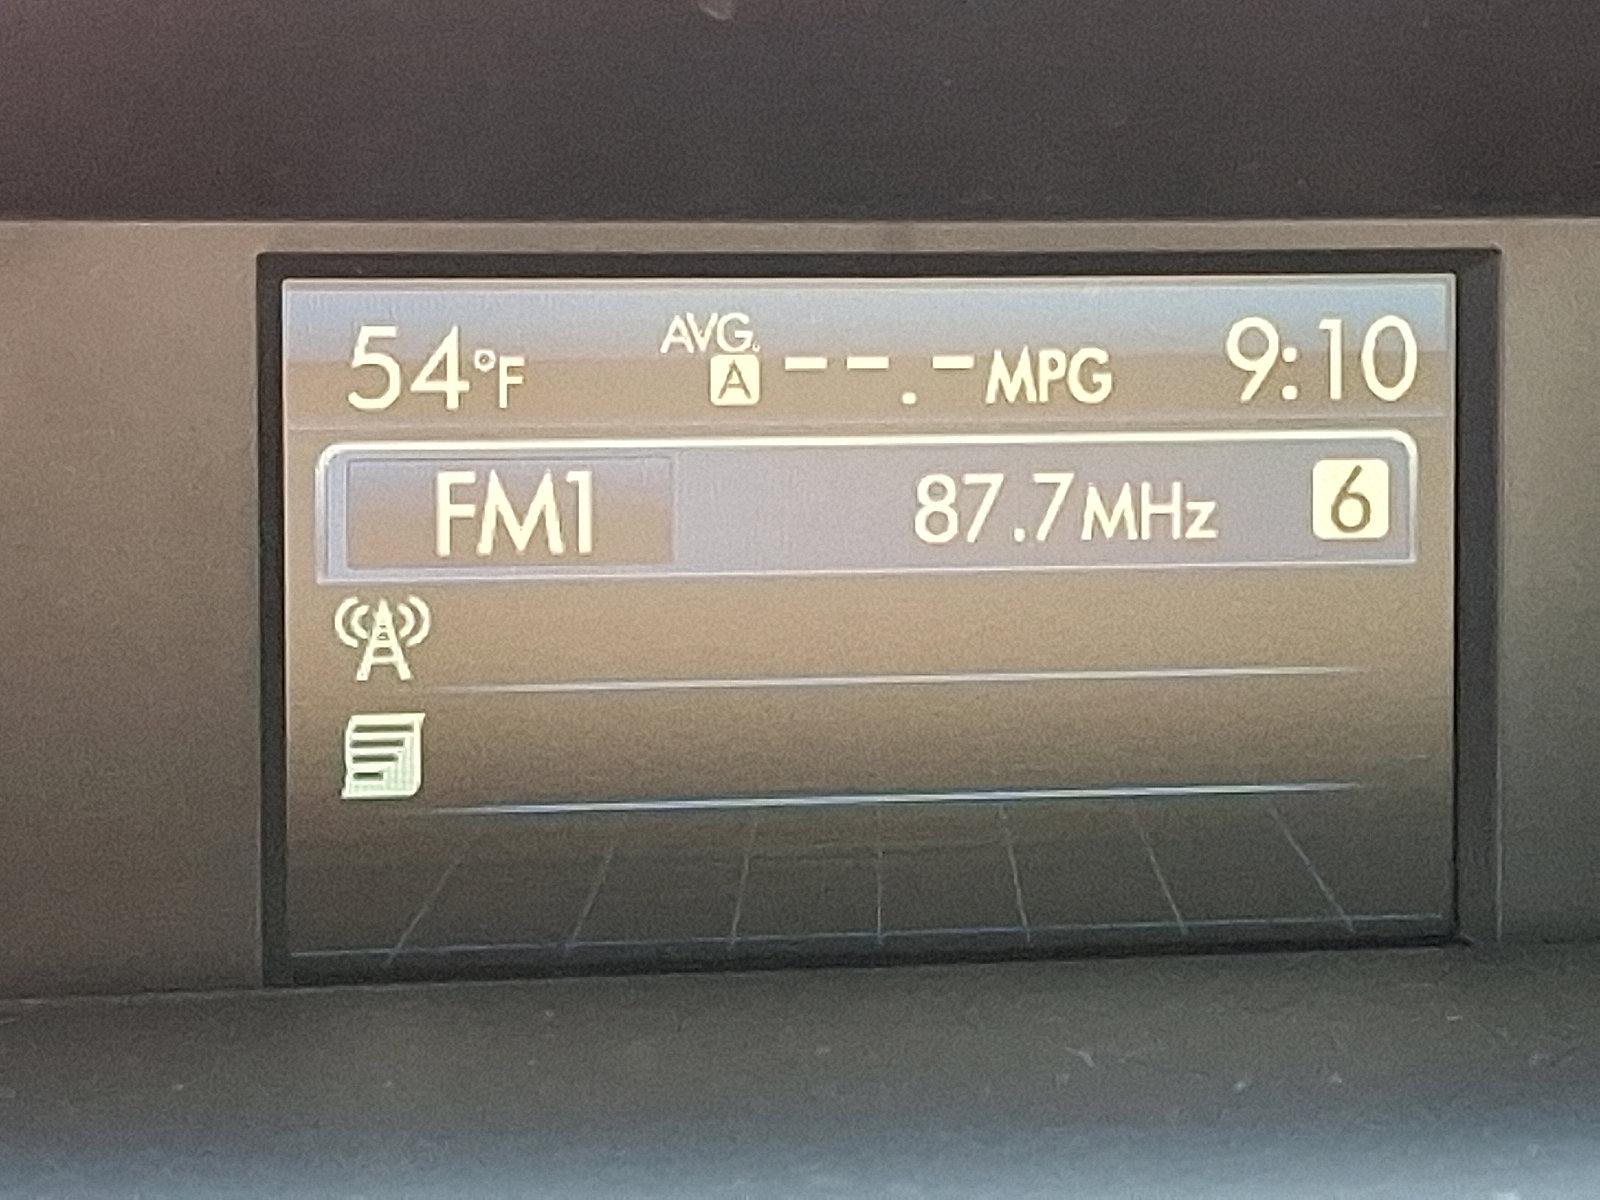 54°F AVG. A --.-MPG 9:10
FM1 87.7MHz 6